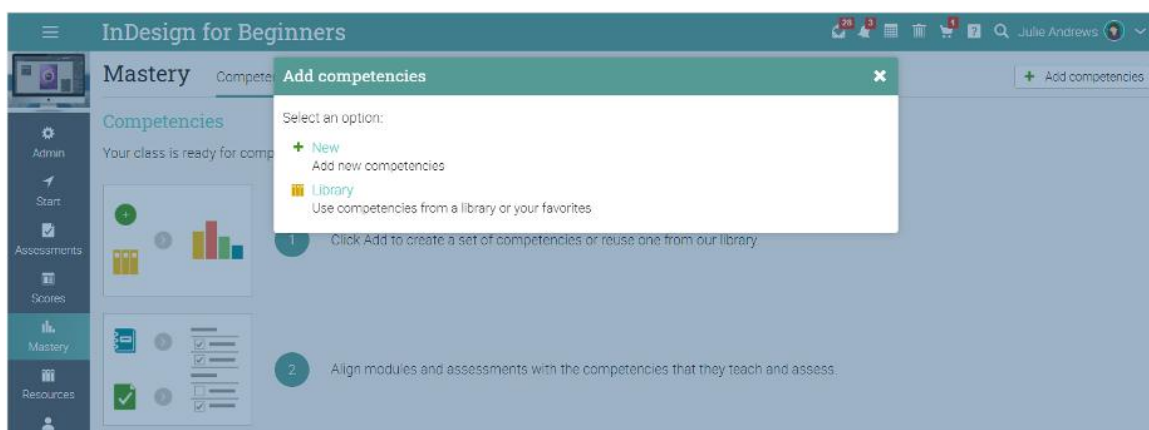 InDesign for Beginners
28
3
1
Julie Andrews
Mastery
Compete
Add competencies
Add competencies
Select an option:
New
Add new competencies
Library
Use competencies from a library or your favorites
Competencies
Your class is ready for comp
1
Click Add to create a set of competencies or reuse one from our library
2
Align modules and assessments with the competencies that they teach and assess.
Admin
Start
Assessments
Scores
Mastery
Resources